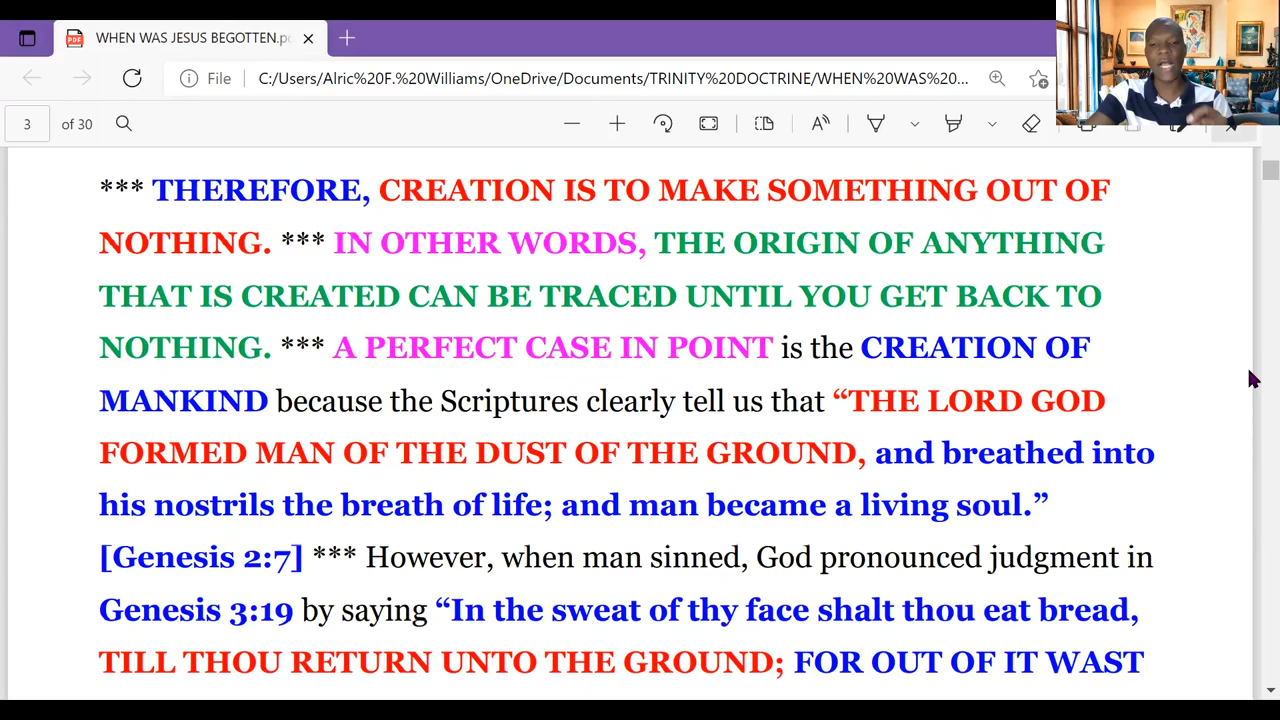 WHEN WAS JESUS BEGOTTEN.p
File C:/Users/Alric%20F.%20Williams/OneDrive/Documents/TRINITY%20DOCTRINE/WHEN%20WAS%20...
3 of 30
*** THEREFORE, CREATION IS TO MAKE SOMETHING OUT OF
NOTHING. *** IN OTHER WORDS, THE ORIGIN OF ANYTHING
THAT IS CREATED CAN BE TRACED UNTIL YOU GET BACK TO
NOTHING. *** A PERFECT CASE IN POINT is the CREATION OF
MANKIND because the Scriptures clearly tell us that “THE LORD GOD
FORMED MAN OF THE DUST OF THE GROUND, and breathed into
his nostrils the breath of life; and man became a living soul.”
[Genesis 2:7] *** However, when man sinned, God pronounced judgment in
Genesis 3:19 by saying “In the sweat of thy face shalt thou eat bread,
TILL THOU RETURN UNTO THE GROUND; FOR OUT OF IT WAST